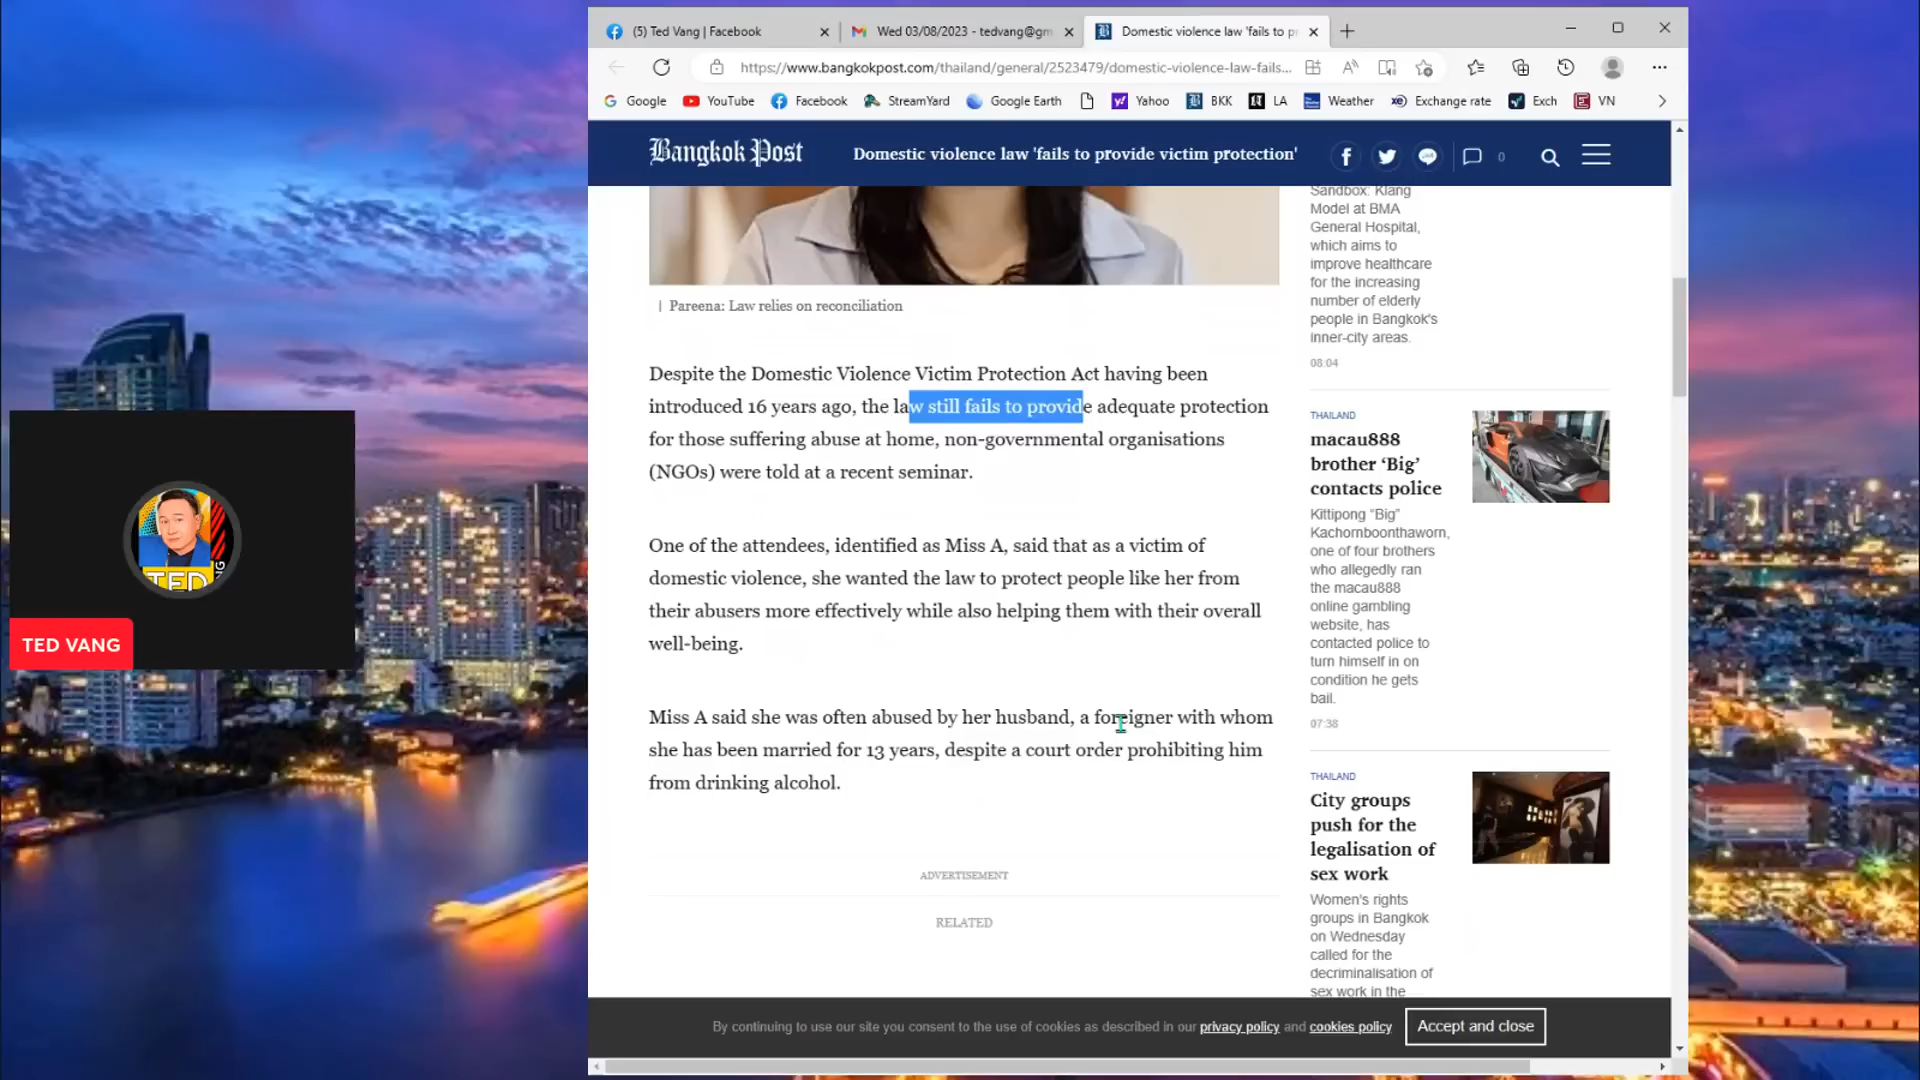 (5) Ted Vang | Facebook
Wed 03/08/2023 - tedvang@gm
Domestic violence law 'fails to pr
https://www.bangkokpost.com/thailand/general/2523479/domestic-violence-law-fails...
Google
YouTube
Facebook
StreamYard
Google Earth
Yahoo
BKK
LA
Weather
Exchange rate
Exch
VN
Bangkok Post
Domestic violence law 'fails to provide victim protection'
0
| Pareena: Law relies on reconciliation
Despite the Domestic Violence Victim Protection Act having been
introduced 16 years ago, the law still fails to provide adequate protection
for those suffering abuse at home, non-governmental organisations
(NGOs) were told at a recent seminar.
One of the attendees, identified as Miss A, said that as a victim of
domestic violence, she wanted the law to protect people like her from
their abusers more effectively while also helping them with their overall
well-being.
Miss A said she was often abused by her husband, a foreigner with whom
she has been married for 13 years, despite a court order prohibiting him
from drinking alcohol.
ADVERTISEMENT
RELATED
Sandbox: Klang
Model at BMA
General Hospital,
which aims to
improve healthcare
for the increasing
number of elderly
people in Bangkok's
inner-city areas.
08:04
THAILAND
macau888
brother ‘Big’
contacts police
Kittipong “Big”
Kachornboonthaworn,
one of four brothers
who allegedly ran
the macau888
online gambling
website, has
contacted police to
turn himself in on
condition he gets
bail.
07:38
THAILAND
City groups
push for the
legalisation of
sex work
Women's rights
groups in Bangkok
on Wednesday
called for the
decriminalisation of
sex work in the
By continuing to use our site you consent to the use of cookies as described in our privacy policy and cookies policy
Accept and close
TED
NG
TED VANG